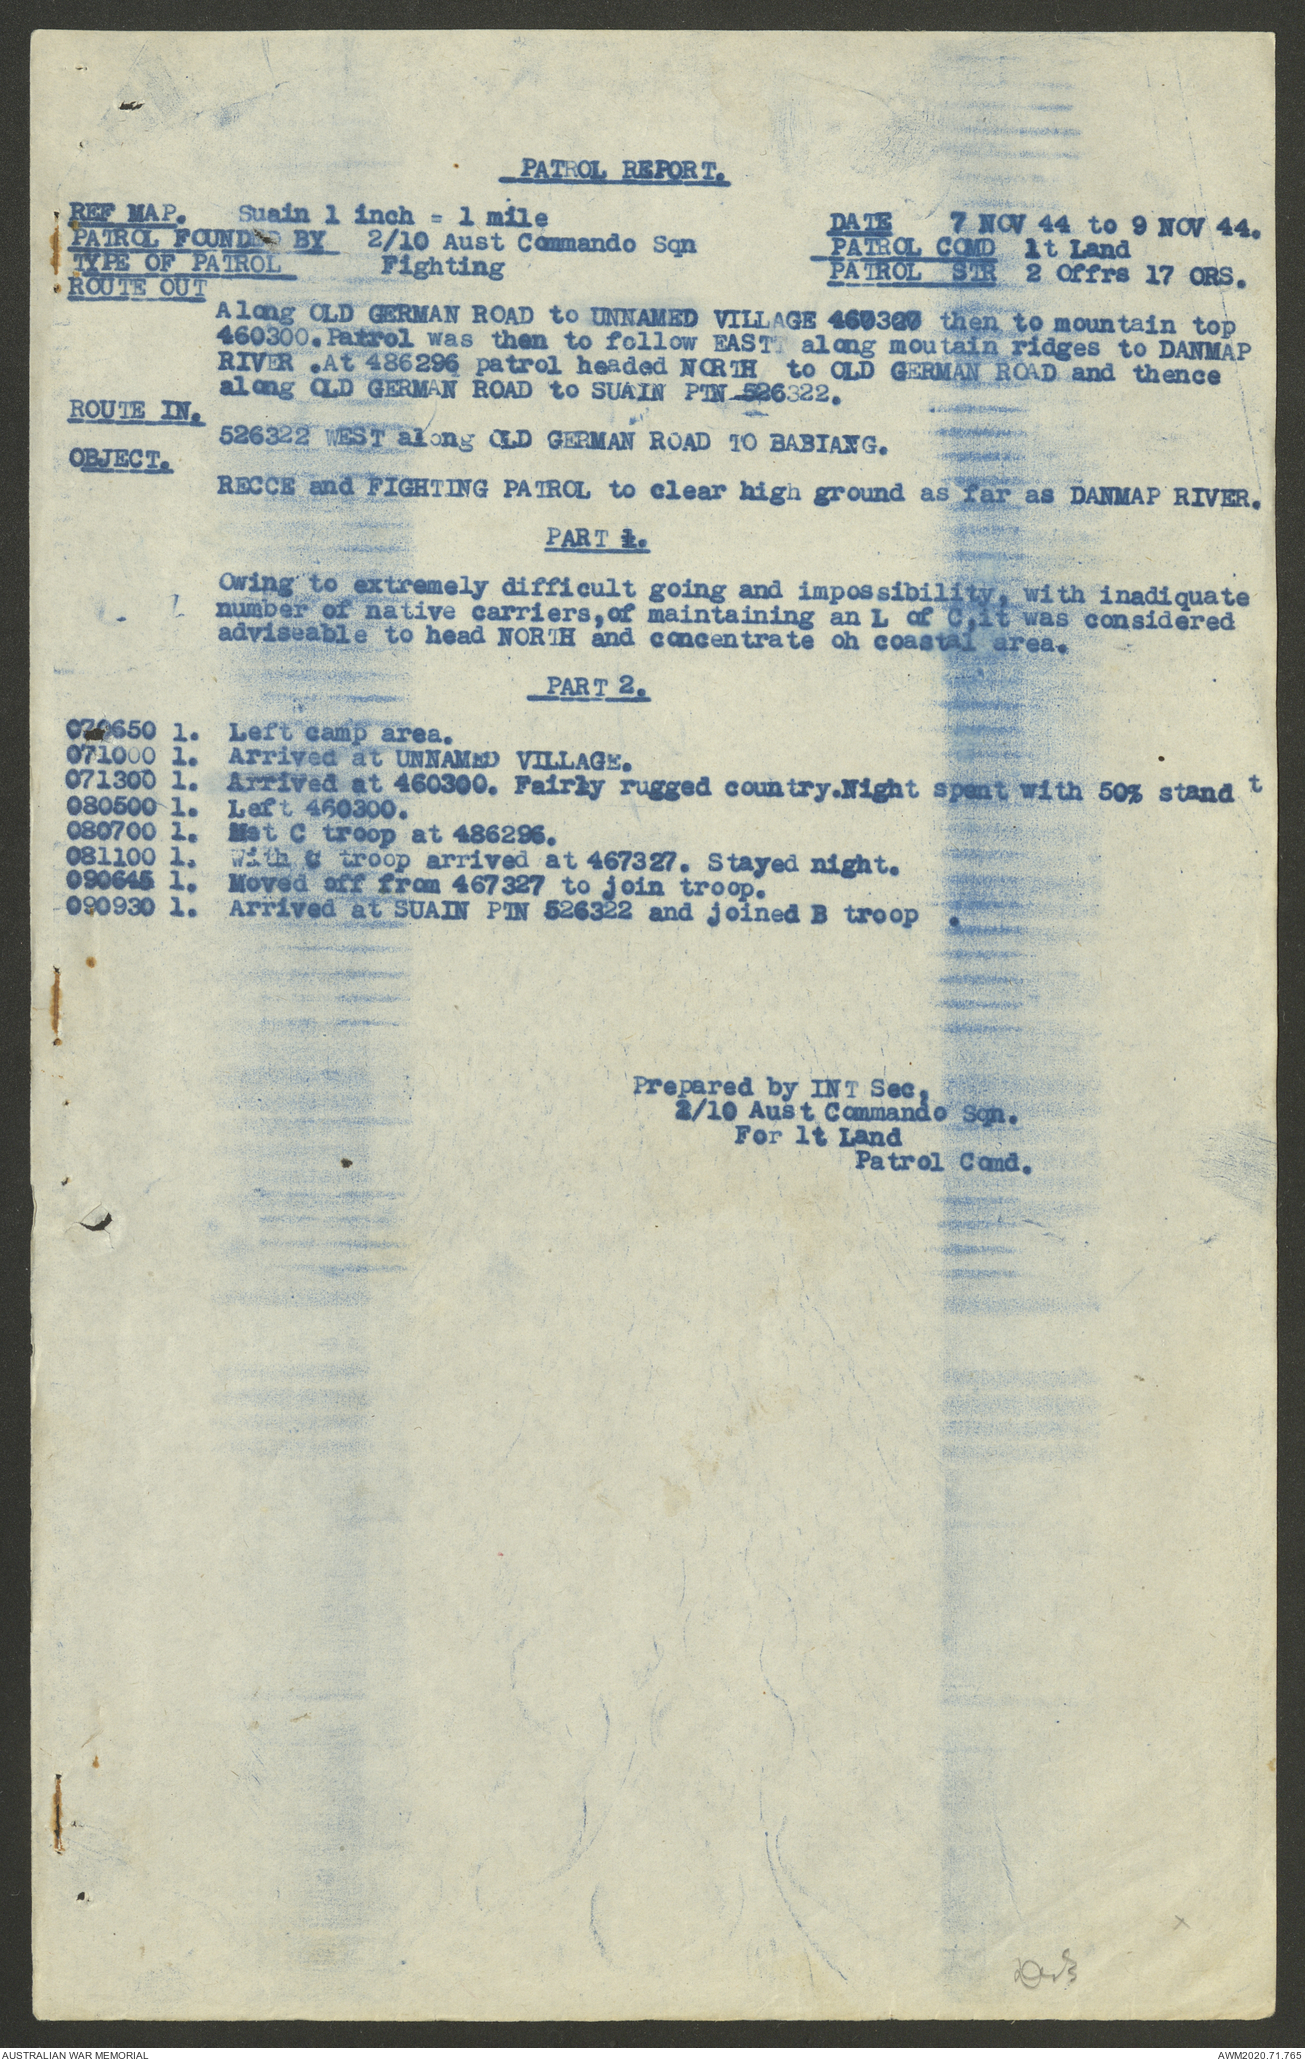 PATROL REPORT.
REF MAP. Suain 1 inch = 1 mile
DATE 7 NOV 44 to 9 NOV 44.
PATROL FOUNDED BY 2/10 Aust Commando Sqn
PATROL COMD lt Land
TYPE OF PATROL Fighting
PATROL STR 2 Offrs 17 ORS.
ROUTE OUT
Along OLD GERMAN ROAD to UNNAMED VILLAGE then to mountain top
460300.Patrol was then to follow EAST along moutain ridges to DANMAP
RIVER .At 486296 patrol headed NORTH to OLD GERMAN ROAD and thence
along OLD GERMAN ROAD to SUAIN PTN 526322.
ROUTE IN.
526322 WEST along OLD GERMAN ROAD TO BABIANG.
OBJECT.
RECCE and FIGHTING PATROL to clear high ground as far as DANMAP RIVER.
PART 1.
Owing to extremely difficult going and impossibility, with inadiquate
number of native carriers,of maintaining an L of C,it was considered
adviseable to head NORTH and concentrate oh coastal area.
PART 2.
070650 l. Left camp area.
071000 l. Arrived at UNNAMED VILLAGE.
071300 l. Arrived at 460300. Fairly rugged country.Night spent with 50% stand t
080500 l. Left 460300.
080700 l. Met C troop at 486296.
081100 l. With C troop arrived at 467327. Stayed night.
090645 l. Moved off from 467327 to join troop.
090930 l. Arrived at SUAIN PTN 526322 and joined B troop .
Prepared by INT Sec,
2/10 Aust Commando Sqn.
For lt Land
Patrol Comd.
AUSTRALIAN WAR MEMORIAL
AWM2020.71.765